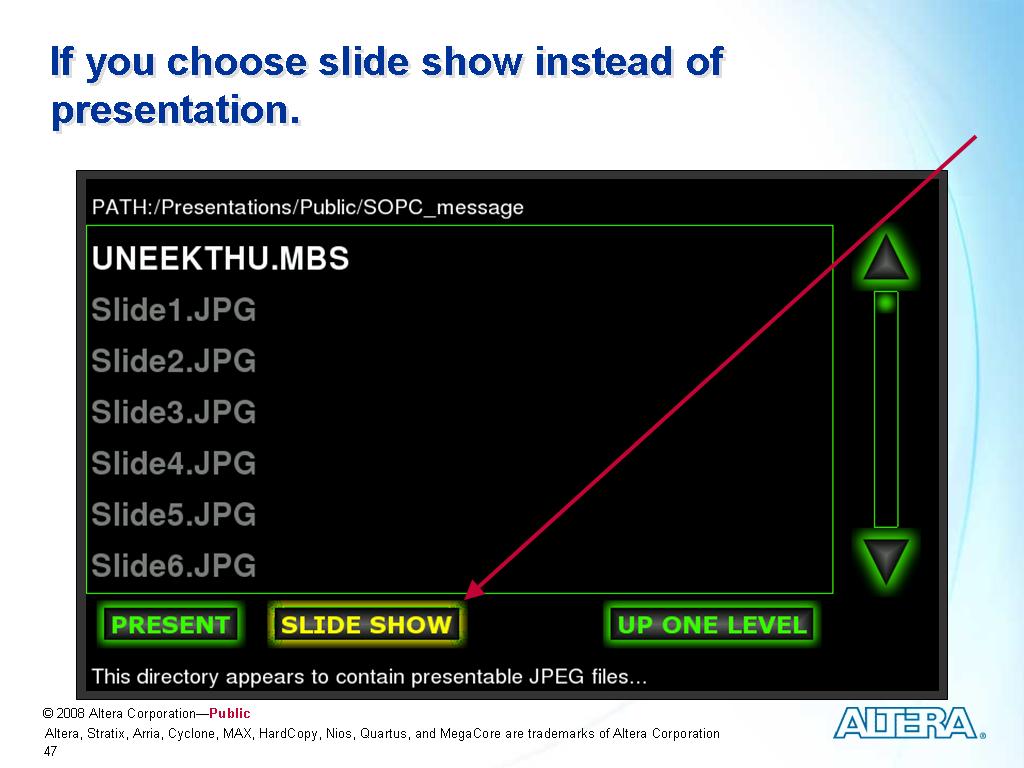 If you choose slide show instead of
presentation.
PATH:/Presentations/Public/SOPC_message
UNEEKTHU.MBS
Slide1.JPG
Slide2.JPG
Slide3.JPG
Slide4.JPG
Slide5.JPG
Slide6.JPG
PRESENT SLIDE SHOW UP ONE LEVEL
This directory appears to contain presentable JPEG files...
© 2008 Altera Corporation—Public
Altera, Stratix, Arria, Cyclone, MAX, HardCopy, Nios, Quartus, and MegaCore are trademarks of Altera Corporation
47
ALTERA®